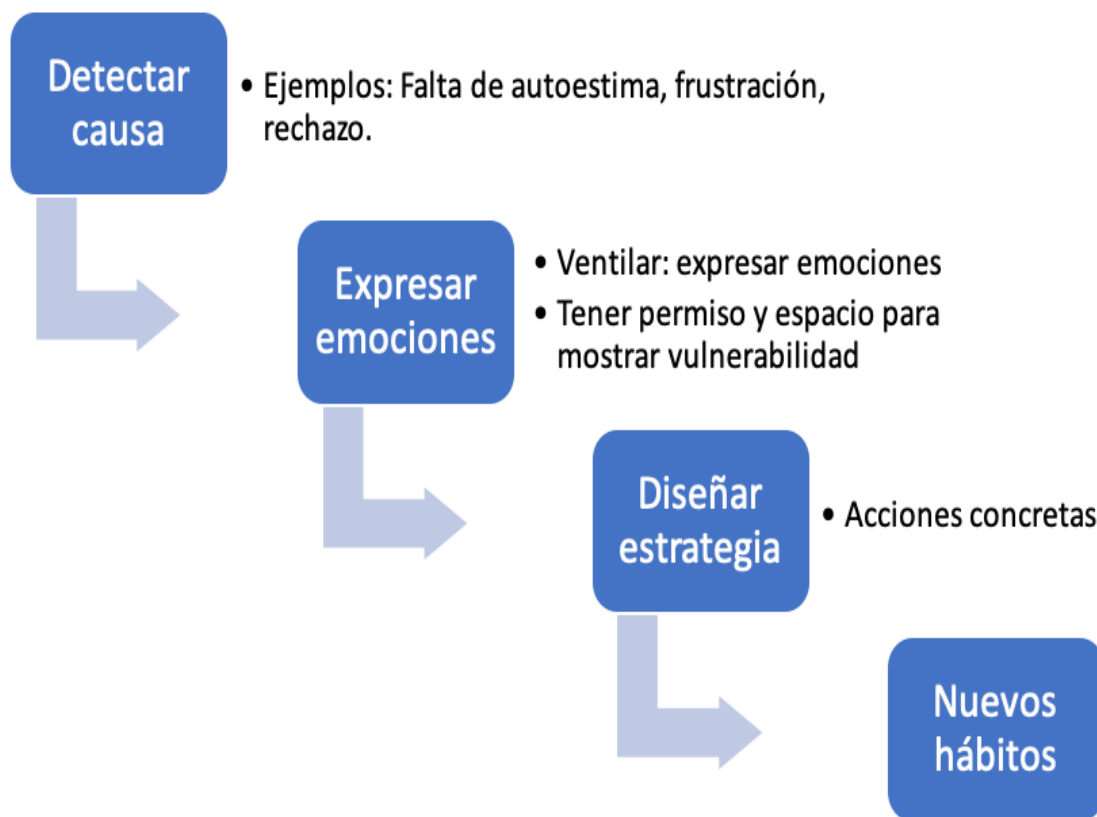 Detectar
causa
• Ejemplos: Falta de autoestima, frustración,
rechazo.
Expresar
emociones
• Ventilar: expresar emociones
• Tener permiso y espacio para
mostrar vulnerabilidad
Diseñar
estrategia
• Acciones concretas
Nuevos
hábitos